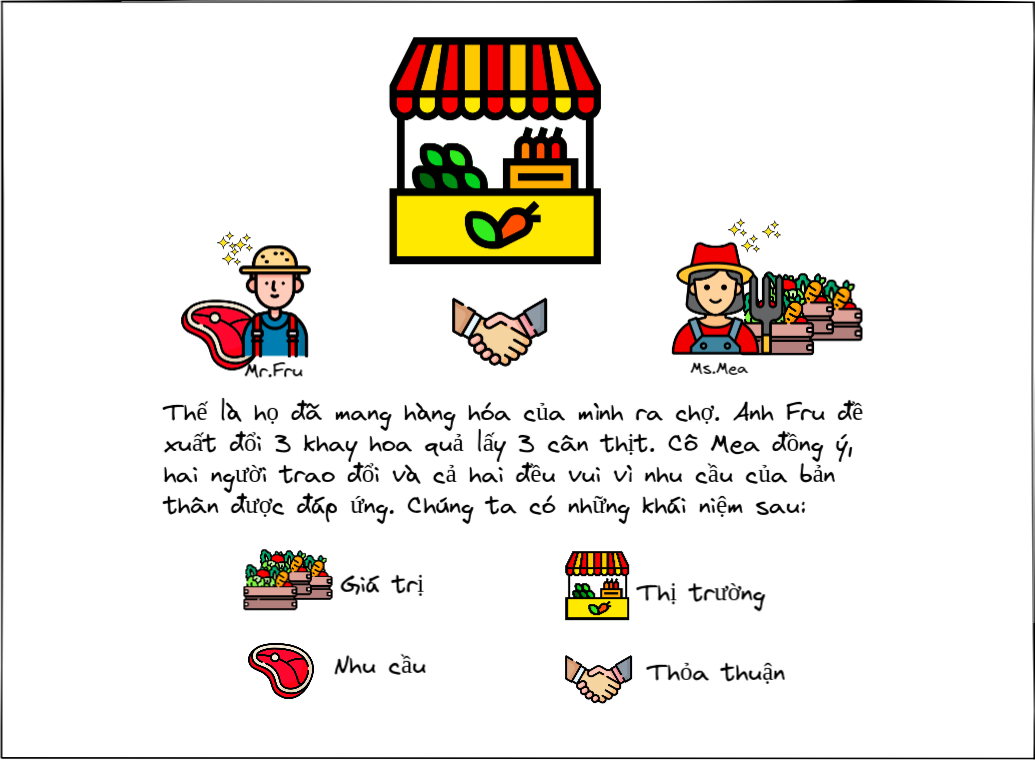 Mr.Fru
Ms.Mea
Thế là họ đã mang hàng hóa của mình ra chợ. Anh Fru đề
xuất đổi 3 khay hoa quả lấy 3 cân thịt. Cô Mea đồng ý,
hai người trao đổi và cả hai đều vui vì nhu cầu của bản
thân được đáp ứng. Chúng ta có những khái niệm sau:
Giá trị
Thị trường
Nhu cầu
Thỏa thuận